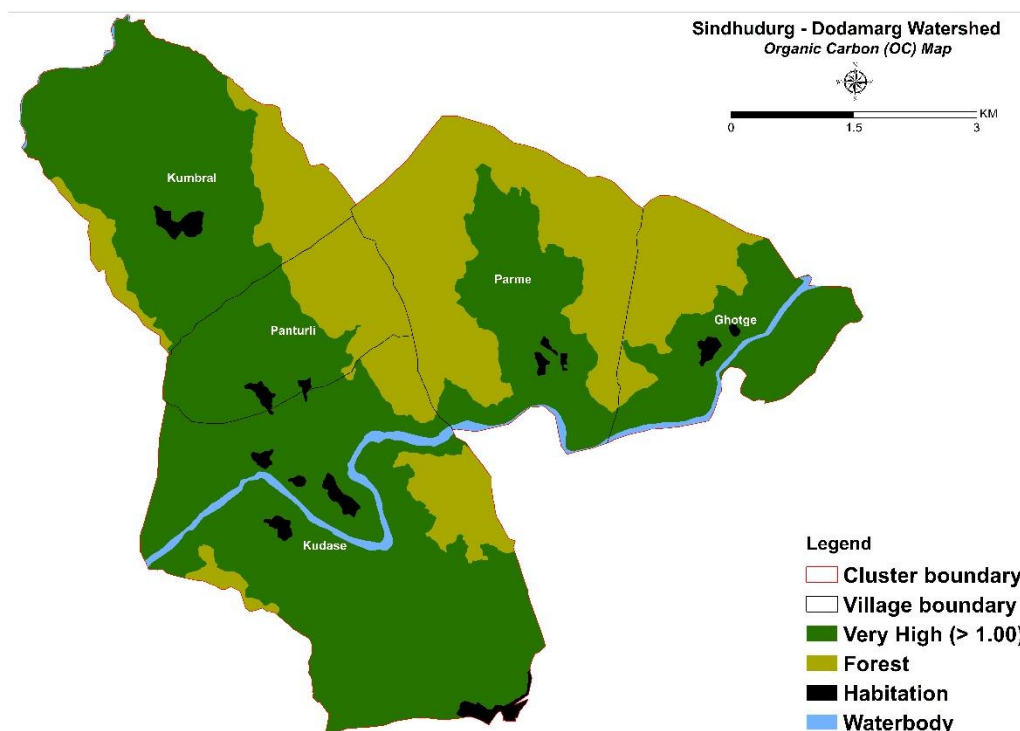 Sindhudurg - Dodamarg Watershed
Organic Carbon (OC) Map
N
W E
S
KM
0 1.5 3
Kumbral
Parme
Ghotge
Panturli
Kudase
Legend
Cluster boundary
Village boundary
Very High (> 1.00)
Forest
Habitation
Waterbody